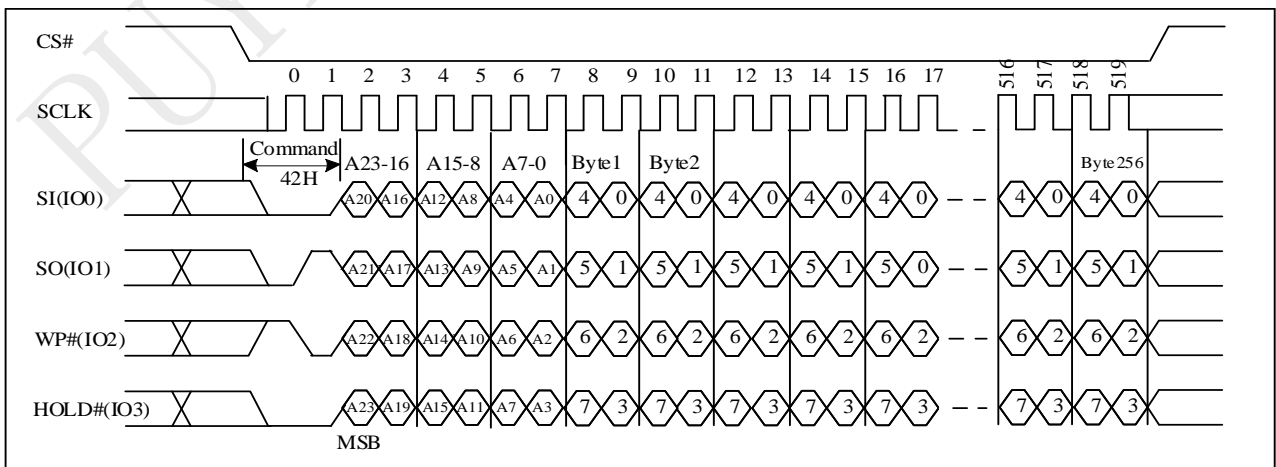 PUY
CS#
0 1 2 3 4 5 6 7 8 9 10 11 12 13 14 15 16 17 516 517 518 519
SCLK
Command
42H
A23-16 A15-8 A7-0 Byte1 Byte2 Byte256
SI(IO0) A20 A16 A12 A8 A4 A0 4 0 4 0 4 0 4 0 4 0 4 0 4 0
SO(IO1) A21 A17 A13 A9 A5 A1 5 1 5 1 5 1 5 1 5 0 5 1 5 1
WP#(IO2) A22 A18 A14 A10 A6 A2 6 2 6 2 6 2 6 2 6 2 6 2 6 2
HOLD#(IO3) A23 A19 A15 A11 A7 A3 7 3 7 3 7 3 7 3 7 3 7 3 7 3
MSB